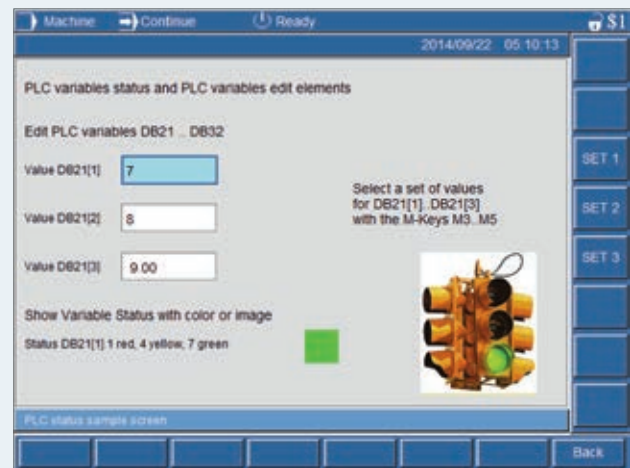 Machine Continue Ready $1
2014/09/22 05:10:13
PLC variables status and PLC variables edit elements
Edit PLC variables DB21 .. DB32
Value DB21[1] 7
Value DB21[2] 8
Value DB21[3] 9.00
Select a set of values
for DB21[1]..DB21[3]
with the M-Keys M3..M5
Show Variable Status with color or image
Status DB21[1] 1 red, 4 yellow, 7 green
SET 1
SET 2
SET 3
PLC status sample screen
Back